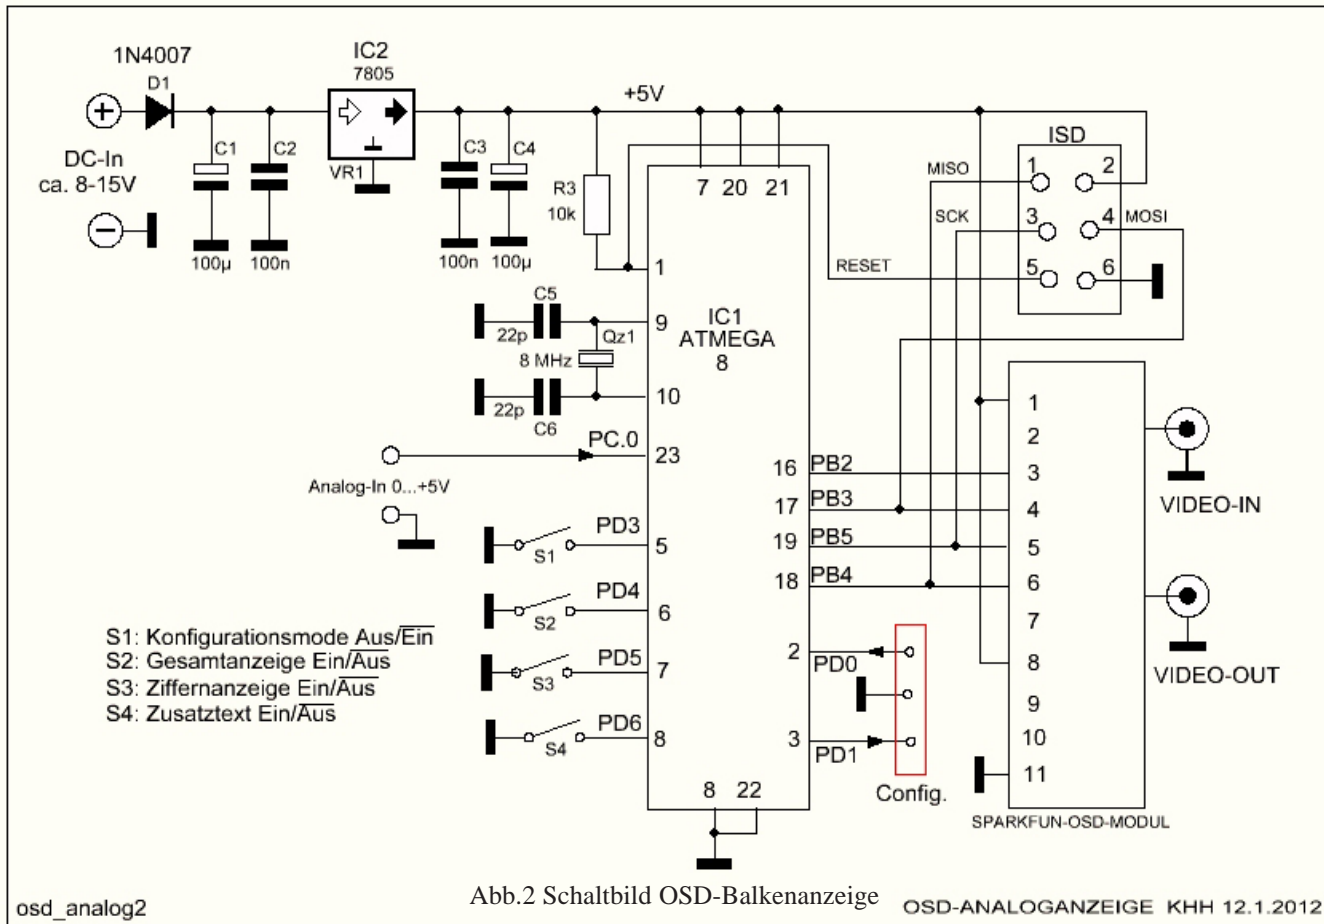 1N4007
D1
IC2
7805
VR1
DC-In
ca. 8-15V
C1
C2
C3
C4
100µ
100n
100n
100µ
+5V
R3
10k
7
20
21
1
ISD
1
2
3
4
5
6
MISO
SCK
MOSI
RESET
C5
22p
Qz1
8 MHz
22p
C6
9
10
IC1
ATMEGA
8
PC.0
23
Analog-In 0...+5V
PD3
5
S1
PD4
6
S2
PD5
7
S3
PD6
8
S4
16
PB2
17
PB3
19
PB5
18
PB4
2
PD0
3
PD1
Config.
8
22
1
2
3
4
5
6
7
8
9
10
11
SPARKFUN-OSD-MODUL
VIDEO-IN
VIDEO-OUT
S1: Konfigurationsmode Aus/Ein
S2: Gesamtanzeige Ein/Aus
S3: Ziffernanzeige Ein/Aus
S4: Zusatztext Ein/Aus
Abb.2 Schaltbild OSD-Balkenanzeige
osd_analog2
OSD-ANALOGANZEIGE KHH 12.1.2012